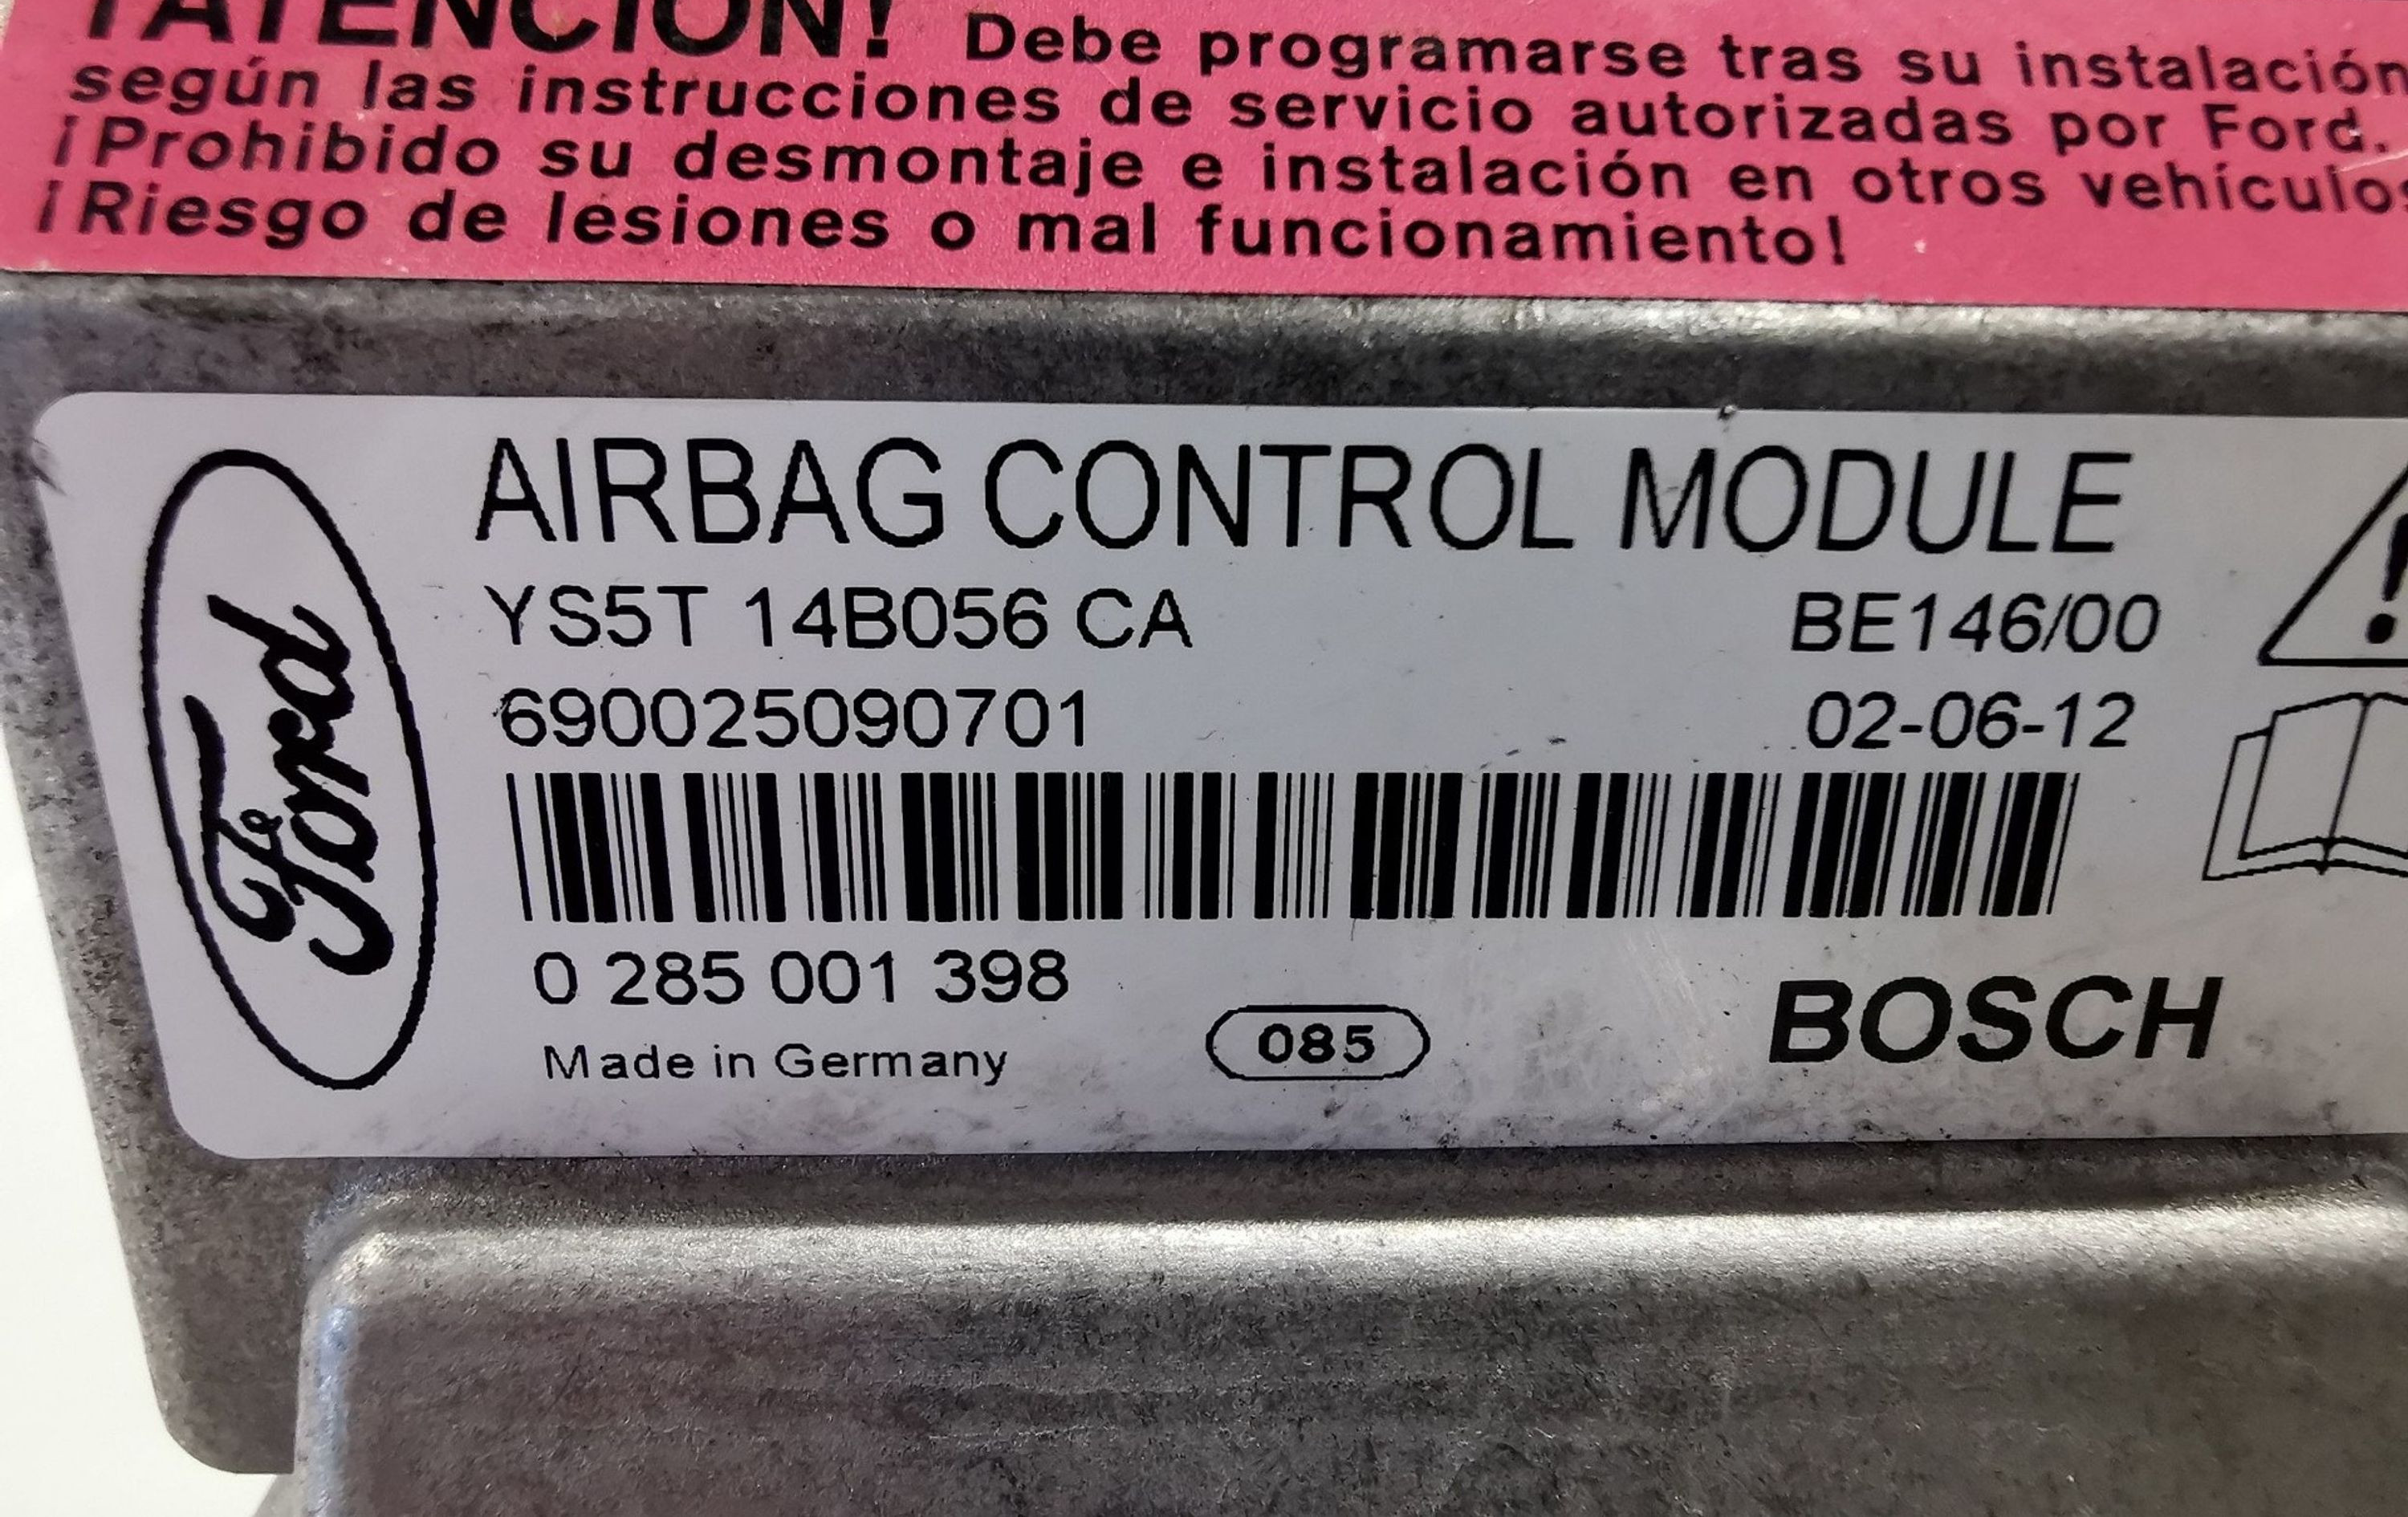 ¡ATENCIÓN! Debe programarse tras su instalación
según las instrucciones de servicio autorizadas por Ford.
¡Prohibido su desmontaje e instalación en otros vehículos
¡Riesgo de lesiones o mal funcionamiento!
AIRBAG CONTROL MODULE
YS5T 14B056 CA BE146/00
690025090701 02-06-12
Ford
0 285 001 398
Made in Germany 085 BOSCH